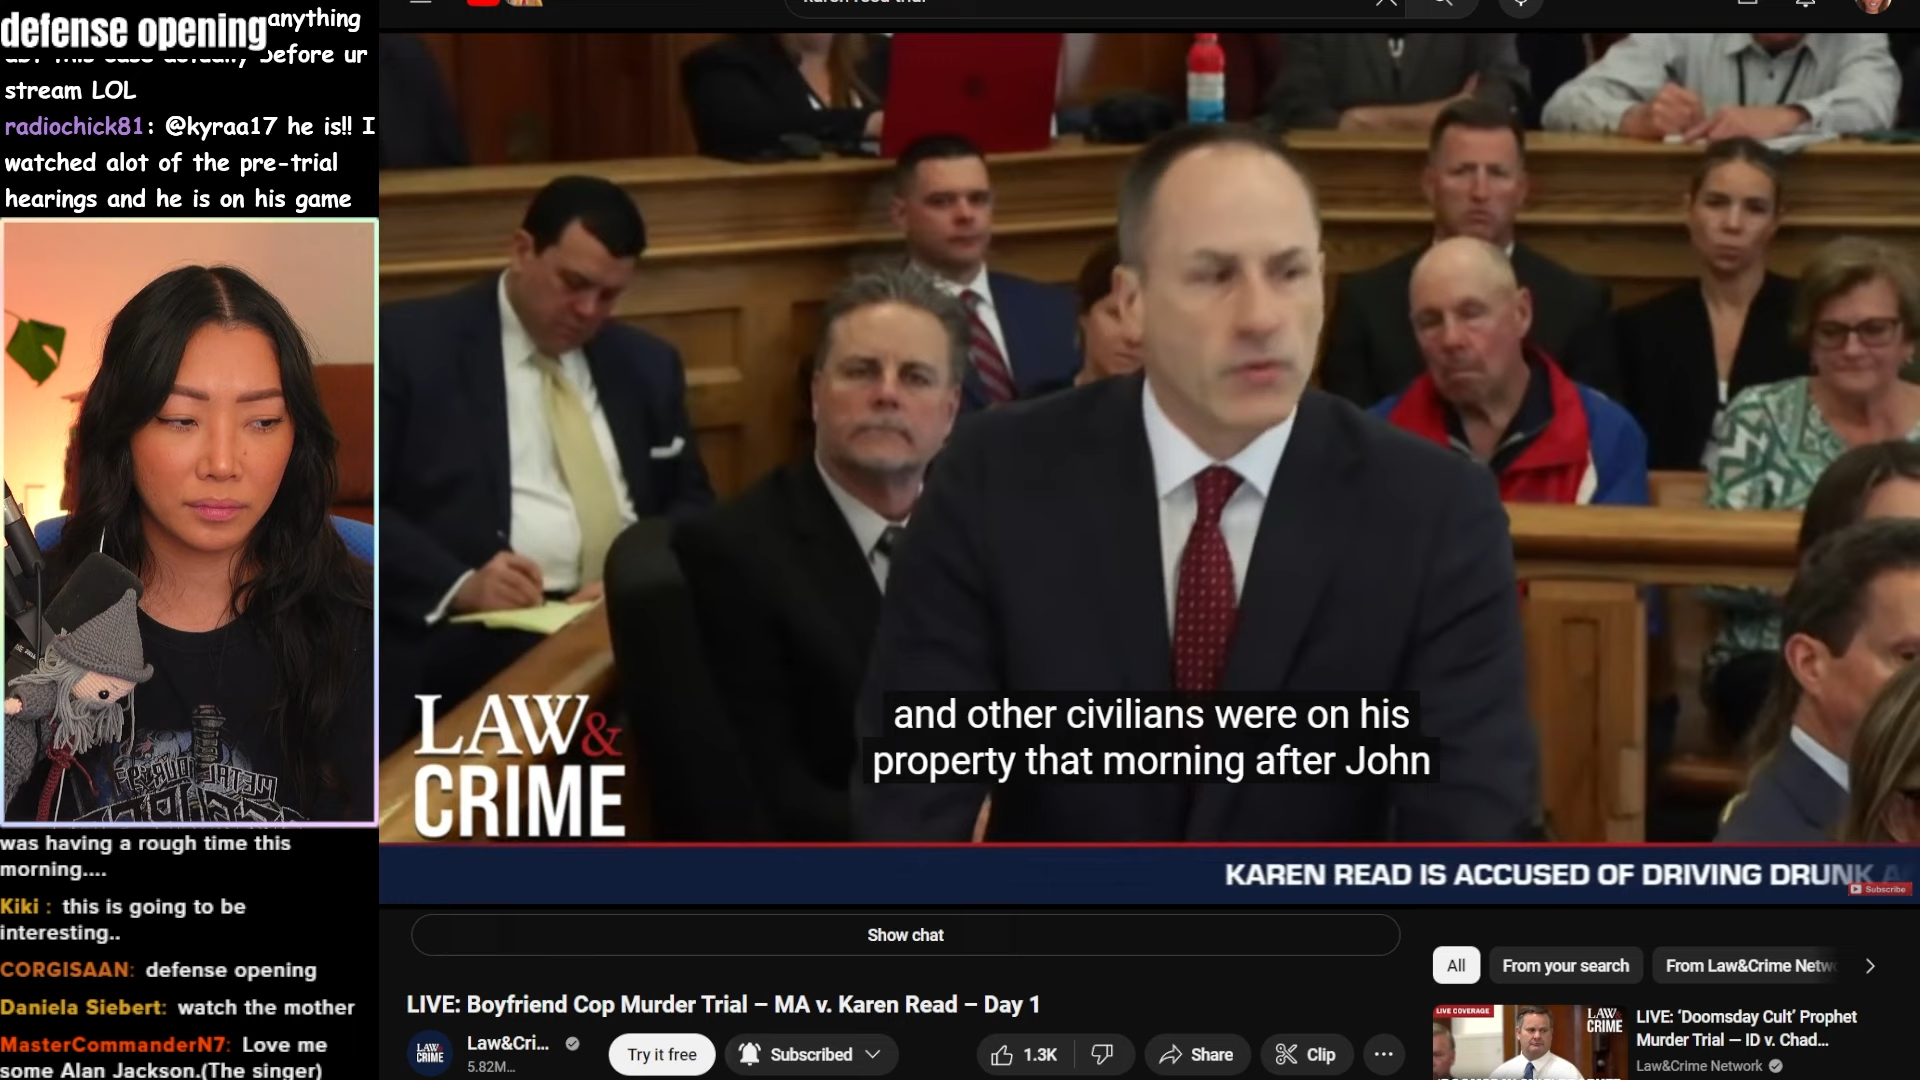 defense opening
anything
before ur
stream LOL
radiochick81: @kyraa17 he is!! I
watched alot of the pre-trial
hearings and he is on his game
was having a rough time this
morning....
Kiki : this is going to be
interesting..
CORGISAAN: defense opening
Daniela Siebert: watch the mother
MasterCommanderN7: Love me
some Alan Jackson.(The singer)
LAW&
CRIME
and other civilians were on his
property that morning after John
KAREN READ IS ACCUSED OF DRIVING DRUNK
Subscribe
Show chat
LIVE: Boyfriend Cop Murder Trial – MA v. Karen Read – Day 1
LAW&
CRIME
Law&Cri...
5.82M...
Try it free
Subscribed
1.3K
Share
Clip
All
From your search
From Law&Crime Netw
LIVE COVERAGE
LAW&
CRIME
LIVE: ‘Doomsday Cult’ Prophet
Murder Trial — ID v. Chad...
Law&Crime Network